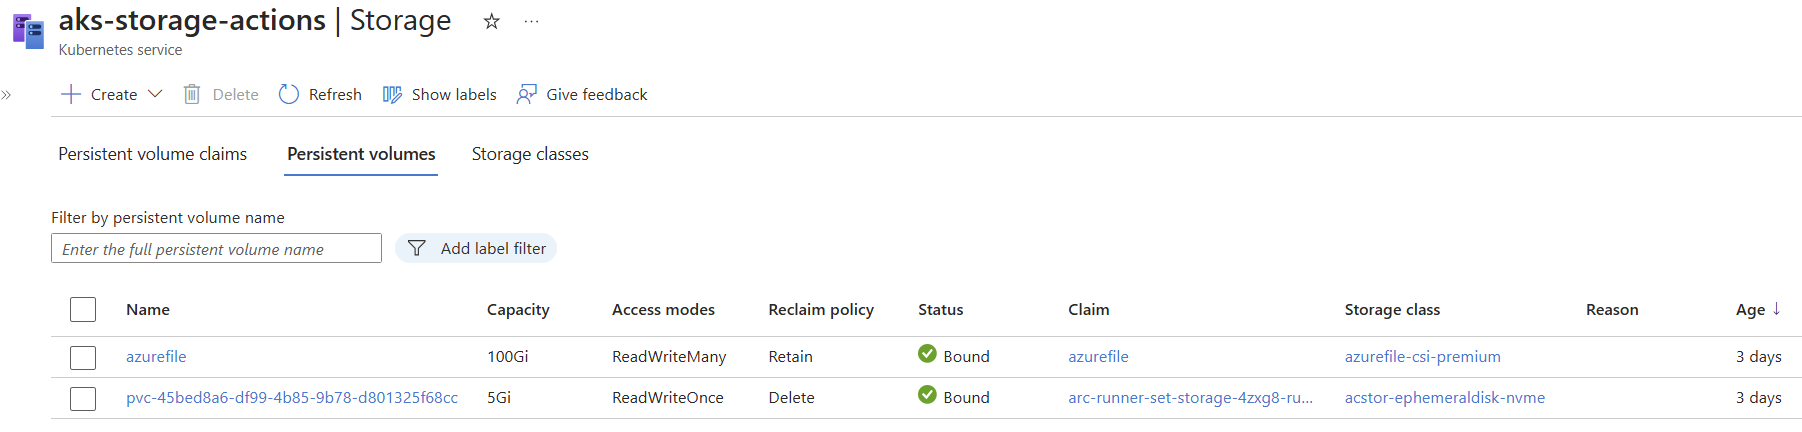 aks-storage-actions | Storage
Kubernetes service
Create Delete Refresh Show labels Give feedback
Persistent volume claims Persistent volumes Storage classes
Filter by persistent volume name
Enter the full persistent volume name Add label filter
Name Capacity Access modes Reclaim policy Status Claim Storage class Reason Age ↓
azurefile 100Gi ReadWriteMany Retain Bound azurefile azurefile-csi-premium 3 days
pvc-45bed8a6-df99-4b85-9b78-d801325f68cc 5Gi ReadWriteOnce Delete Bound arc-runner-set-storage-4zxg8-ru... acstor-ephemeraldisk-nvme 3 days